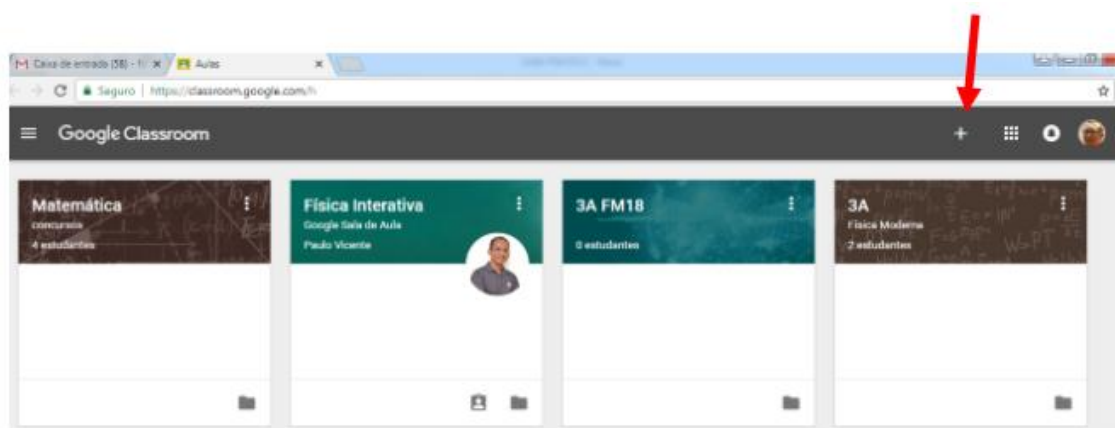 Caixa de entrada (58) - f
Aulas
Seguro | https://classroom.google.com/h
Google Classroom
Matemática
concursos
4 estudantes
Física Interativa
Google Sala de Aula
Paulo Vicente
3A FM18
0 estudantes
3A
Física Moderna
2 estudantes